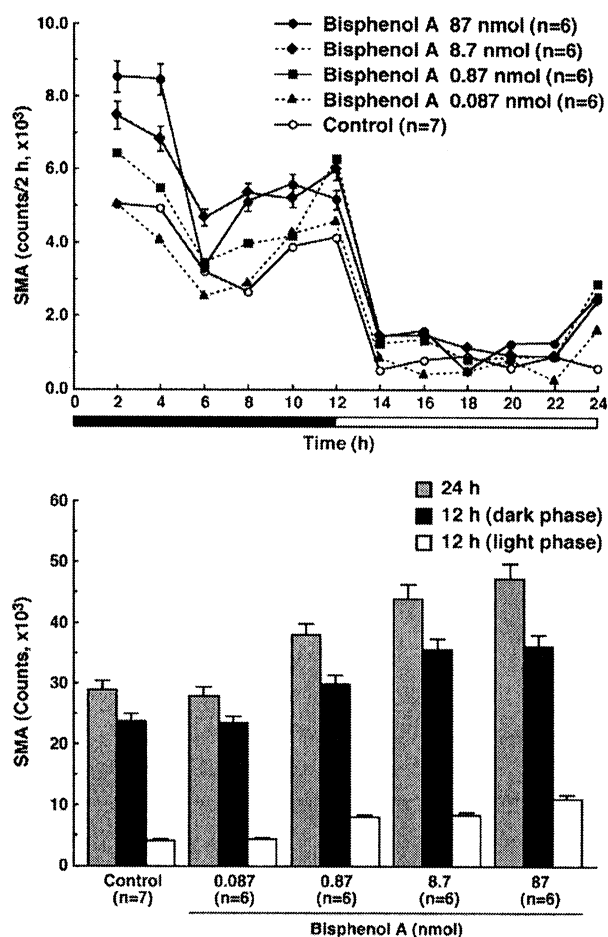 10.0
8.0
6.0
4.0
2.0
0.0
SMA (counts/2 h, x10³)
Bisphenol A 87 nmol (n=6)
Bisphenol A 8.7 nmol (n=6)
Bisphenol A 0.87 nmol (n=6)
Bisphenol A 0.087 nmol (n=6)
Control (n=7)
2 4 6 8 10 12 14 16 18 20 22 24
Time (h)
60
50
40
30
20
10
0
SMA (Counts, x10³)
24 h
12 h (dark phase)
12 h (light phase)
Control 0.087 0.87 8.7 87
(n=7) (n=6) (n=6) (n=6) (n=6)
Bisphenol A (nmol)